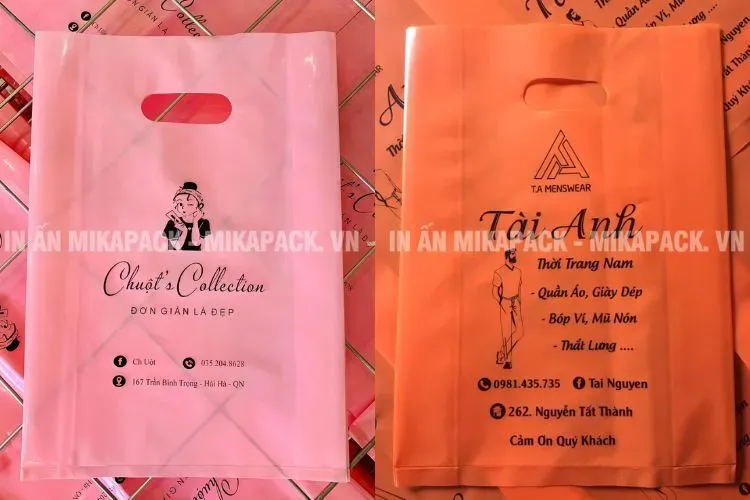 Chuột's Collection
ĐƠN GIẢN LÀ ĐẸP
Ch Uột 035.204.8628
167 Trần Bình Trọng - Hải Hà - QN
T.A MENSWEAR
Tài Anh
Thời Trang Nam
- Quần Áo, Giày Dép
- Bóp Ví, Mũ Nón
- Thắt Lưng ....
0981.435.735 Tai Nguyen
262. Nguyễn Tất Thành
Cảm Ơn Quý Khách
IN ẤN MIKAPACK - MIKAPACK. VN - IN ẤN MIKAPACK - MIKAPACK. VN